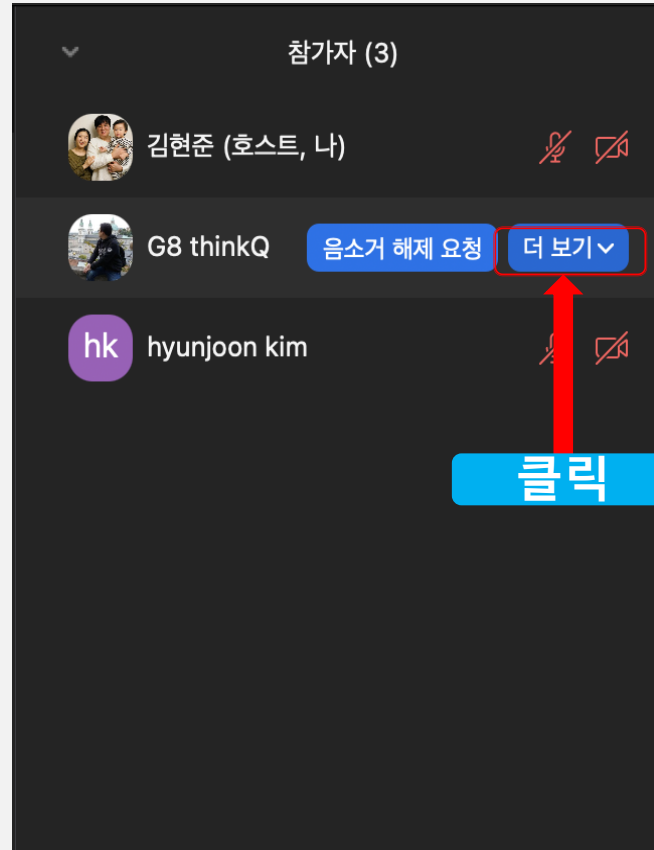 참가자 (3)
김현준 (호스트, 나)
G8 thinkQ 음소거 해제 요청 더 보기
hk hyunjoon kim
클릭